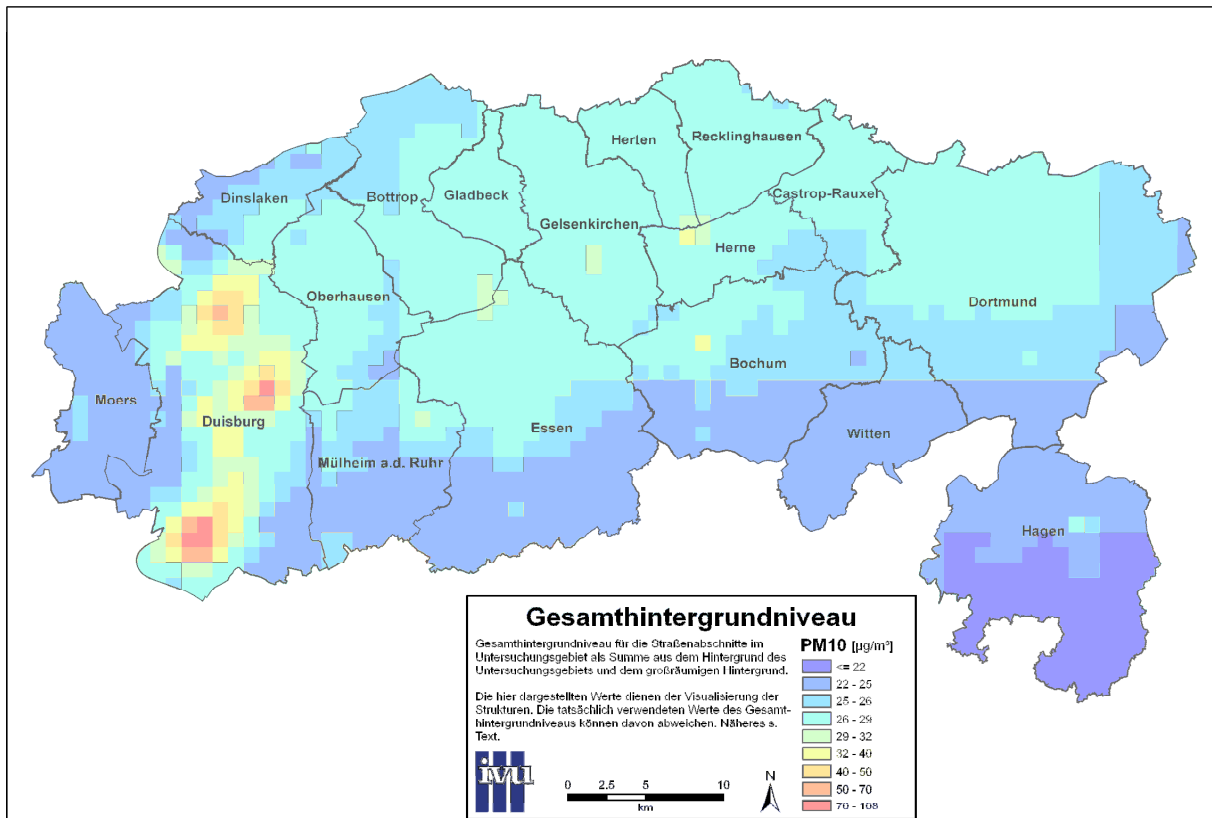 Herten
Recklinghausen
Dinslaken
Bottrop
Gladbeck
Castrop-Rauxel
Gelsenkirchen
Herne
Oberhausen
Dortmund
Bochum
Moers
Duisburg
Essen
Witten
Mülheim a.d. Ruhr
Hagen
Gesamthintergrundniveau
Gesamthintergrundniveau für die Straßenabschnitte im
Untersuchungsgebiet als Summe aus dem Hintergrund des
Untersuchungsgebiets und dem großräumigen Hintergrund.
Die hier dargestellten Werte dienen der Visualisierung der
Strukturen. Die tatsächlich verwendeten Werte des Gesamt-
hintergrundniveaus können davon abweichen. Näheres s.
Text.
PM10 [µg/m³]
<= 22
22 - 25
25 - 26
26 - 29
29 - 32
32 - 40
40 - 50
50 - 70
70 - 108
ivu
0 2.5 5 10
km
N